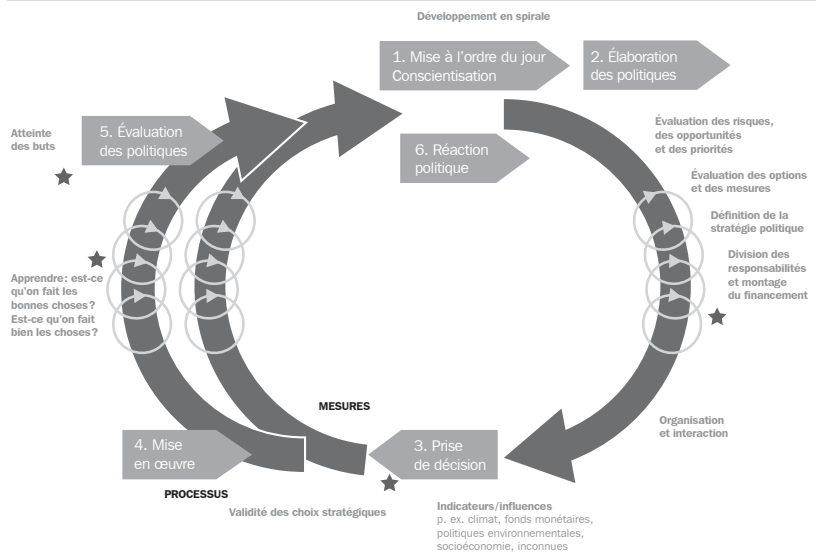 Développement en spirale
1. Mise à l'ordre du jour
Conscientisation
2. Élaboration
des politiques
5. Évaluation
des politiques
Atteinte
des buts
6. Réaction
politique
Évaluation des risques,
des opportunités
et des priorités
Évaluation des options
et des mesures
Définition de la
stratégie politique
Division des
responsabilités
et montage
du financement
Apprendre: est-ce
qu'on fait les
bonnes choses?
Est-ce qu'on fait
bien les choses?
MESURES
Organisation
et interaction
4. Mise
en œuvre
3. Prise
de décision
PROCESSUS
Validité des choix stratégiques
Indicateurs/influences
p. ex. climat, fonds monétaires,
politiques environnementales,
socioéconomie, inconnues